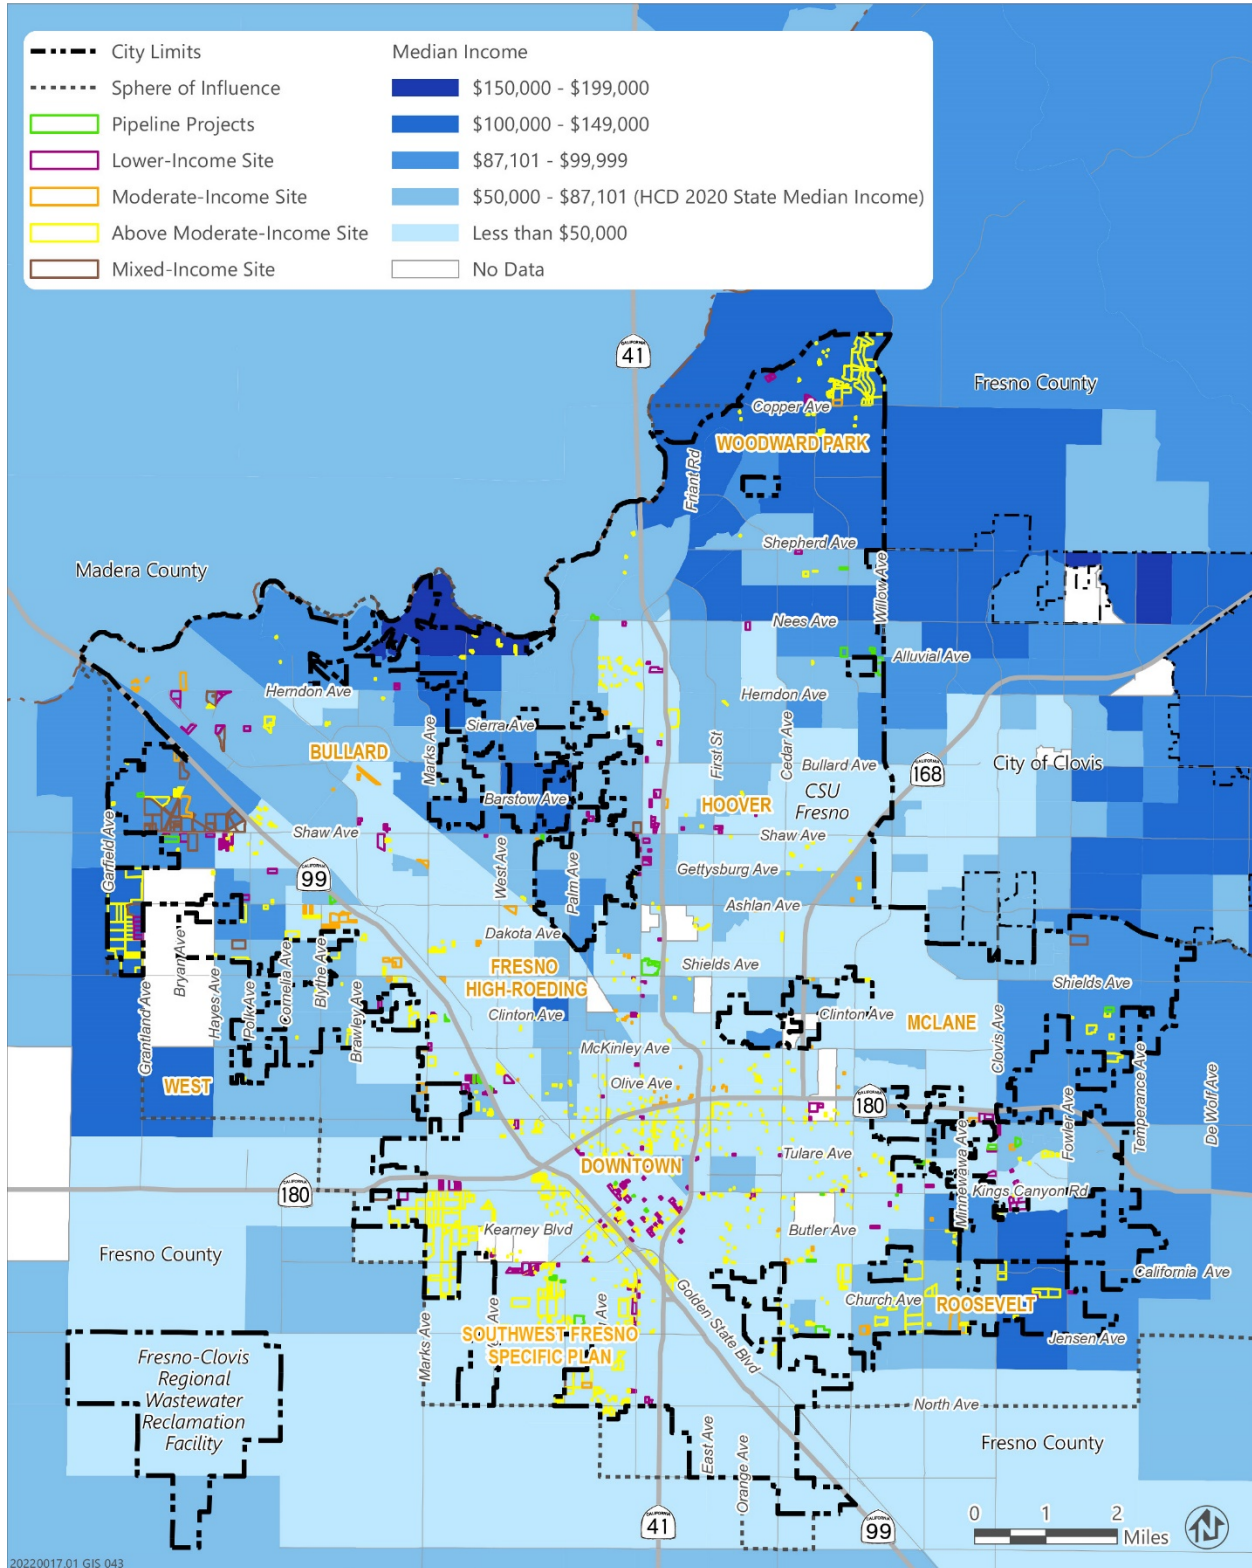 City Limits
Sphere of Influence
Pipeline Projects
Lower-Income Site
Moderate-Income Site
Above Moderate-Income Site
Mixed-Income Site
Median Income
$150,000 - $199,000
$100,000 - $149,000
$87,101 - $99,999
$50,000 - $87,101 (HCD 2020 State Median Income)
Less than $50,000
No Data
CALIFORNIA
41
Fresno County
Copper Ave
WOODWARD PARK
Friant Rd
Shepherd Ave
Willow Ave
Madera County
Nees Ave
Alluvial Ave
Herndon Ave
Herndon Ave
Marks Ave
Sierra Ave
BULLARD
First St
Cedar Ave
Bullard Ave
CALIFORNIA
168
City of Clovis
Barstow Ave
HOOVER
CSU
Fresno
Shaw Ave
Shaw Ave
Garfield Ave
CALIFORNIA
99
West Ave
Palm Ave
Gettysburg Ave
Ashlan Ave
Dakota Ave
Bryan Ave
Cornelia Ave
Blythe Ave
FRESNO
HIGH-ROEDING
Shields Ave
Shields Ave
Grantland Ave
Hayes Ave
Polk Ave
Brawley Ave
Clinton Ave
Clinton Ave
MCLANE
Clovis Ave
McKinley Ave
WEST
Olive Ave
CALIFORNIA
180
Fowler Ave
Temperance Ave
De Wolf Ave
Minnewawa Ave
DOWNTOWN
Tulare Ave
CALIFORNIA
180
Kings Canyon Rd
Kearney Blvd
Butler Ave
Fresno County
California Ave
Golden State Blvd
Church Ave
ROOSEVELT
Marks Ave
Ave
Ave
SOUTHWEST FRESNO
SPECIFIC PLAN
Jensen Ave
Fresno-Clovis
Regional
Wastewater
Reclamation
Facility
North Ave
East Ave
Orange Ave
Fresno County
CALIFORNIA
41
CALIFORNIA
99
0 1 2
Miles
N
20220017.01 GIS 043